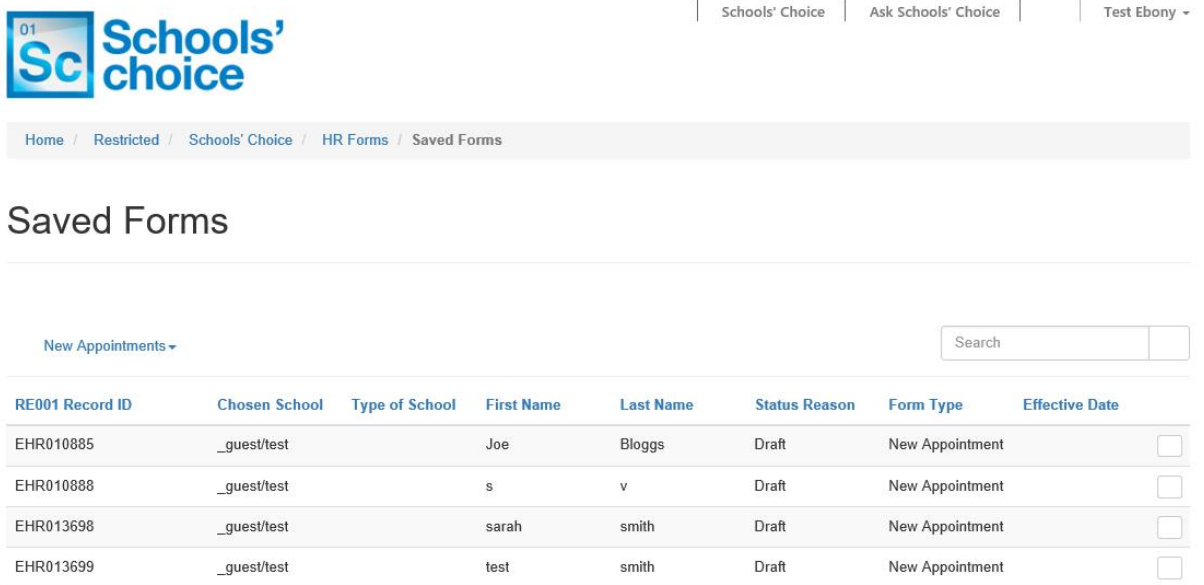 Schools' Choice Ask Schools' Choice Test Ebony
01
Sc
Schools'
choice
Home / Restricted / Schools' Choice / HR Forms / Saved Forms
Saved Forms
New Appointments
Search
RE001 Record ID Chosen School Type of School First Name Last Name Status Reason Form Type Effective Date
EHR010885 _guest/test Joe Bloggs Draft New Appointment
EHR010888 _guest/test s v Draft New Appointment
EHR013698 _guest/test sarah smith Draft New Appointment
EHR013699 _guest/test test smith Draft New Appointment